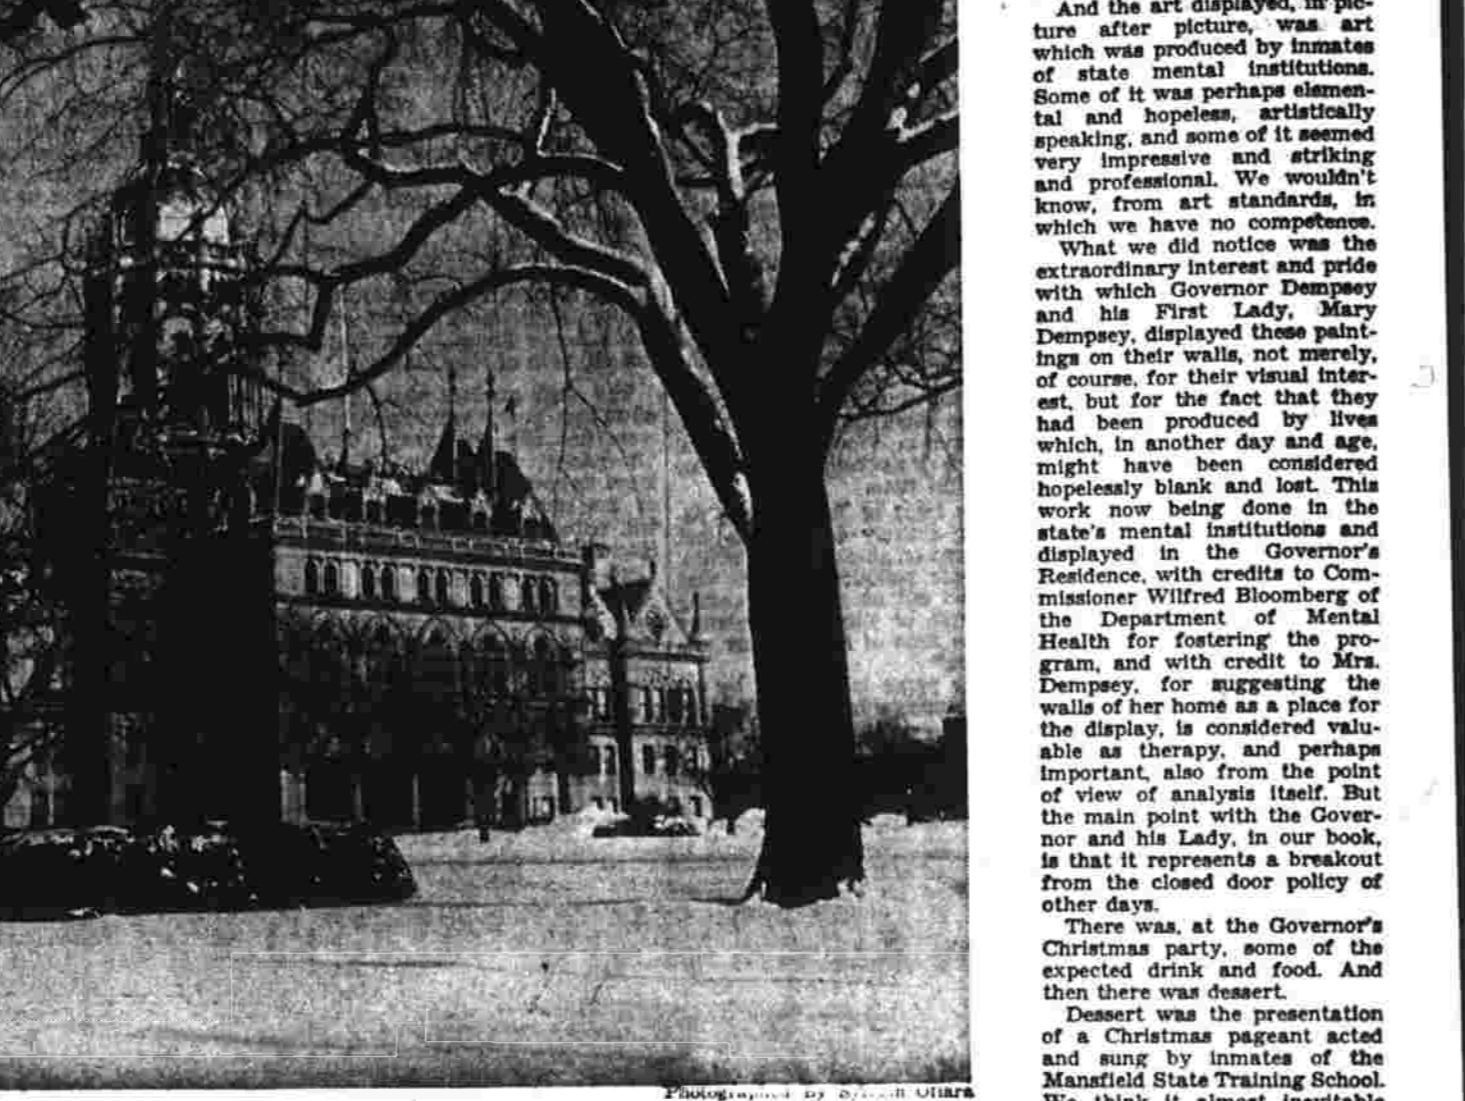 And the art displayed, in pic-
ture after picture, was art
which was produced by inmates
of state mental institutions.
Some of it was perhaps elemen-
tal and hopeless, artistically
speaking, and some of it seemed
very impressive and striking
and professional. We wouldn't
know, from art standards, in
which we have no competence.
What we did notice was the
extraordinary interest and pride
with which Governor Dempsey
and his First Lady, Mary
Dempsey, displayed these paint-
ings on their walls, not merely,
of course, for their visual inter-
est, but for the fact that they
had been produced by lives
which, in another day and age,
might have been considered
hopelessly blank and lost. This
work now being done in the
state's mental institutions and
displayed in the Governor's
Residence, with credits to Com-
missioner Wilfred Bloomberg of
the Department of Mental
Health for fostering the pro-
gram, and with credit to Mrs.
Dempsey, for suggesting the
walls of her home as a place for
the display, is considered valu-
able as therapy, and perhaps
important, also from the point
of view of analysis itself. But
the main point with the Gover-
nor and his Lady, in our book,
is that it represents a breakout
from the closed door policy of
other days.
There was, at the Governor's
Christmas party, some of the
expected drink and food. And
then there was dessert.
Dessert was the presentation
of a Christmas pageant acted
and sung by inmates of the
Mansfield State Training School.
We think it almost inevitable
Photographed By Ofiara